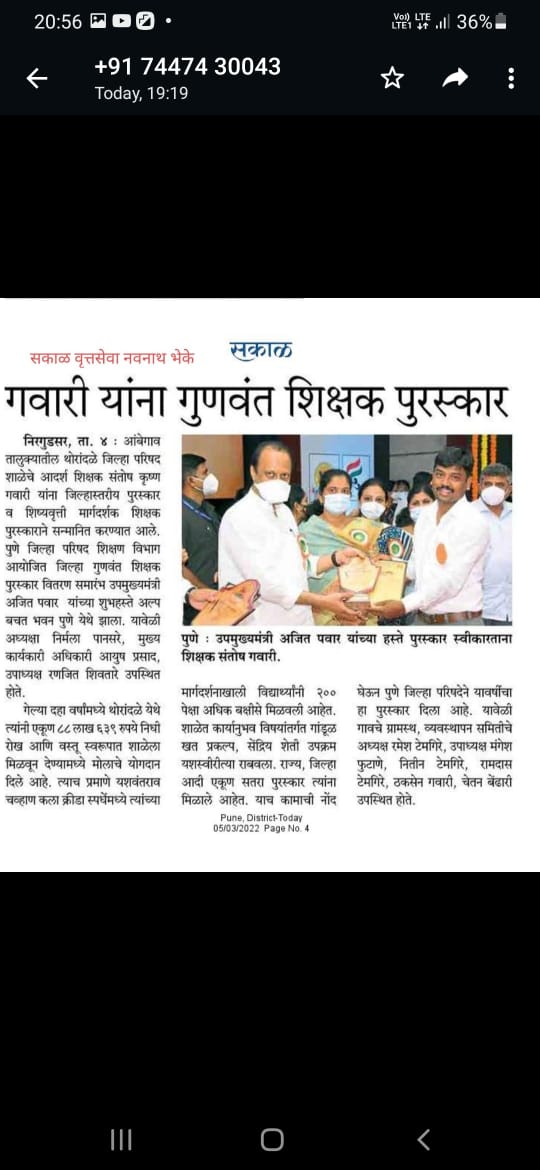 20:56
Vo) LTE
LTE1
36%
+91 74474 30043
Today, 19:19
सकाळ
सकाळ वृत्तसेवा नवनाथ भेके
गवारी यांना गुणवंत शिक्षक पुरस्कार
निरगुडसर, ता. ४ : आंबेगाव
तालुक्यातील थोरांदळे जिल्हा परिषद
शाळेचे आदर्श शिक्षक संतोष कृष्ण
गवारी यांना जिल्हास्तरीय पुरस्कार
व शिष्यवृत्ती मार्गदर्शक शिक्षक
पुरस्काराने सन्मानित करण्यात आले.
पुणे जिल्हा परिषद शिक्षण विभाग
आयोजित जिल्हा गुणवंत शिक्षक
पुरस्कार वितरण समारंभ उपमुख्यमंत्री
अजित पवार यांच्या शुभहस्ते अल्प
बचत भवन पुणे येथे झाला. यावेळी
अध्यक्षा निर्मला पानसरे, मुख्य
कार्यकारी अधिकारी आयुष प्रसाद,
उपाध्यक्ष रणजित शिवतारे उपस्थित
होते.
गेल्या दहा वर्षांमध्ये थोरांदळे येथे
त्यांनी एकूण ८८ लाख ६३९ रुपये निधी
रोख आणि वस्तू स्वरूपात शाळेला
मिळवून देण्यामध्ये मोलाचे योगदान
दिले आहे. त्याच प्रमाणे यशवंतराव
चव्हाण कला क्रीडा स्पर्धेमध्ये त्यांच्या
पुणे : उपमुख्यमंत्री अजित पवार यांच्या हस्ते पुरस्कार स्वीकारताना
शिक्षक संतोष गवारी.
मार्गदर्शनाखाली विद्यार्थ्यांनी २००
पेक्षा अधिक बक्षीसे मिळवली आहेत.
शाळेत कार्यानुभव विषयांतर्गत गांडूळ
खत प्रकल्प, सेंद्रिय शेती उपक्रम
यशस्वीरीत्या राबवला. राज्य, जिल्हा
आदी एकूण सतरा पुरस्कार त्यांना
मिळाले आहेत. याच कामाची नोंद
घेऊन पुणे जिल्हा परिषदेने यावर्षीचा
हा पुरस्कार दिला आहे. यावेळी
गावचे ग्रामस्थ, व्यवस्थापन समितीचे
अध्यक्ष रमेश टेमगिरे, उपाध्यक्ष मंगेश
फुटाणे, नितीन टेमगिरे, रामदास
टेमगिरे, ठकसेन गवारी, चेतन बेंढारी
उपस्थित होते.
Pune, District-Today
05/03/2022 Page No. 4